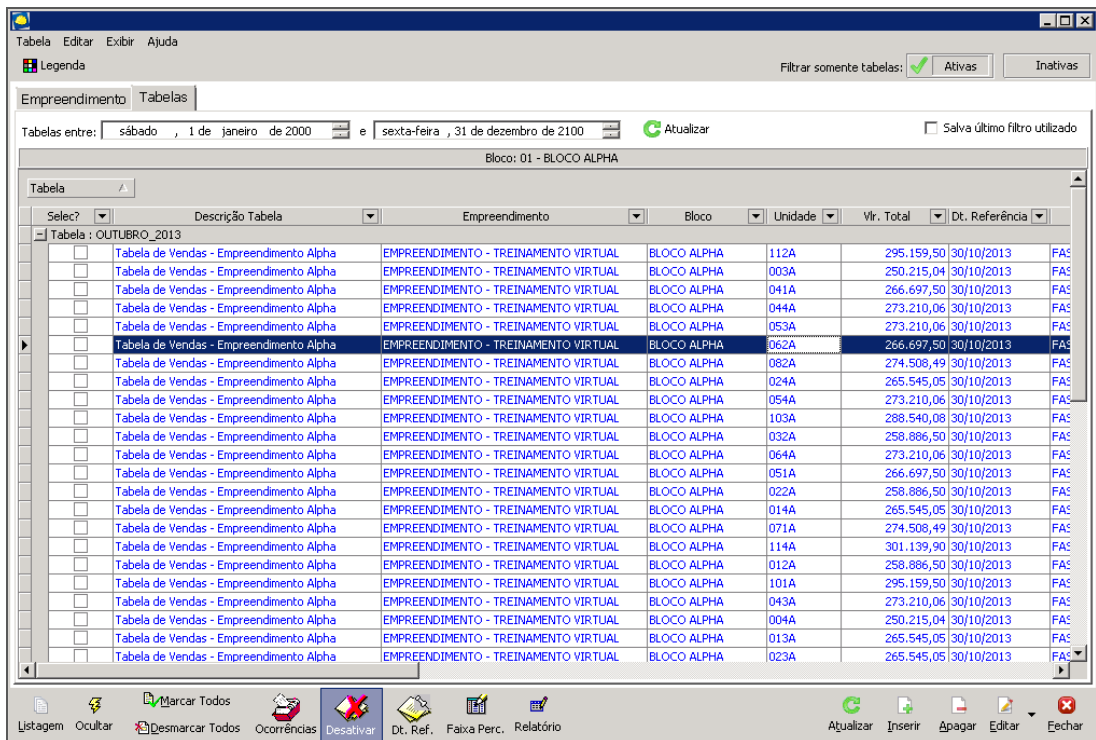 Tabela Editar Exibir Ajuda
Legenda Filtrar somente tabelas: Ativas Inativas
Empreendimento Tabelas
Tabelas entre: sábado , 1 de janeiro de 2000 e sexta-feira , 31 de dezembro de 2100 Atualizar Salva último filtro utilizado
Bloco: 01 - BLOCO ALPHA
Tabela
Selec? Descrição Tabela Empreendimento Bloco Unidade Vlr. Total Dt. Referência
Tabela : OUTUBRO_2013
Tabela de Vendas - Empreendimento Alpha EMPREENDIMENTO - TREINAMENTO VIRTUAL BLOCO ALPHA 112A 295.159,50 30/10/2013 FAS
Tabela de Vendas - Empreendimento Alpha EMPREENDIMENTO - TREINAMENTO VIRTUAL BLOCO ALPHA 003A 250.215,04 30/10/2013 FAS
Tabela de Vendas - Empreendimento Alpha EMPREENDIMENTO - TREINAMENTO VIRTUAL BLOCO ALPHA 041A 266.697,50 30/10/2013 FAS
Tabela de Vendas - Empreendimento Alpha EMPREENDIMENTO - TREINAMENTO VIRTUAL BLOCO ALPHA 044A 273.210,06 30/10/2013 FAS
Tabela de Vendas - Empreendimento Alpha EMPREENDIMENTO - TREINAMENTO VIRTUAL BLOCO ALPHA 053A 273.210,06 30/10/2013 FAS
Tabela de Vendas - Empreendimento Alpha EMPREENDIMENTO - TREINAMENTO VIRTUAL BLOCO ALPHA 062A 266.697,50 30/10/2013 FAS
Tabela de Vendas - Empreendimento Alpha EMPREENDIMENTO - TREINAMENTO VIRTUAL BLOCO ALPHA 082A 274.508,49 30/10/2013 FAS
Tabela de Vendas - Empreendimento Alpha EMPREENDIMENTO - TREINAMENTO VIRTUAL BLOCO ALPHA 024A 265.545,05 30/10/2013 FAS
Tabela de Vendas - Empreendimento Alpha EMPREENDIMENTO - TREINAMENTO VIRTUAL BLOCO ALPHA 054A 273.210,06 30/10/2013 FAS
Tabela de Vendas - Empreendimento Alpha EMPREENDIMENTO - TREINAMENTO VIRTUAL BLOCO ALPHA 103A 288.540,08 30/10/2013 FAS
Tabela de Vendas - Empreendimento Alpha EMPREENDIMENTO - TREINAMENTO VIRTUAL BLOCO ALPHA 032A 258.886,50 30/10/2013 FAS
Tabela de Vendas - Empreendimento Alpha EMPREENDIMENTO - TREINAMENTO VIRTUAL BLOCO ALPHA 064A 273.210,06 30/10/2013 FAS
Tabela de Vendas - Empreendimento Alpha EMPREENDIMENTO - TREINAMENTO VIRTUAL BLOCO ALPHA 051A 266.697,50 30/10/2013 FAS
Tabela de Vendas - Empreendimento Alpha EMPREENDIMENTO - TREINAMENTO VIRTUAL BLOCO ALPHA 022A 258.886,50 30/10/2013 FAS
Tabela de Vendas - Empreendimento Alpha EMPREENDIMENTO - TREINAMENTO VIRTUAL BLOCO ALPHA 014A 265.545,05 30/10/2013 FAS
Tabela de Vendas - Empreendimento Alpha EMPREENDIMENTO - TREINAMENTO VIRTUAL BLOCO ALPHA 071A 274.508,49 30/10/2013 FAS
Tabela de Vendas - Empreendimento Alpha EMPREENDIMENTO - TREINAMENTO VIRTUAL BLOCO ALPHA 114A 301.139,90 30/10/2013 FAS
Tabela de Vendas - Empreendimento Alpha EMPREENDIMENTO - TREINAMENTO VIRTUAL BLOCO ALPHA 012A 258.886,50 30/10/2013 FAS
Tabela de Vendas - Empreendimento Alpha EMPREENDIMENTO - TREINAMENTO VIRTUAL BLOCO ALPHA 101A 295.159,50 30/10/2013 FAS
Tabela de Vendas - Empreendimento Alpha EMPREENDIMENTO - TREINAMENTO VIRTUAL BLOCO ALPHA 043A 273.210,06 30/10/2013 FAS
Tabela de Vendas - Empreendimento Alpha EMPREENDIMENTO - TREINAMENTO VIRTUAL BLOCO ALPHA 004A 250.215,04 30/10/2013 FAS
Tabela de Vendas - Empreendimento Alpha EMPREENDIMENTO - TREINAMENTO VIRTUAL BLOCO ALPHA 013A 265.545,05 30/10/2013 FAS
Tabela de Vendas - Empreendimento Alpha EMPREENDIMENTO - TREINAMENTO VIRTUAL BLOCO ALPHA 023A 265.545,05 30/10/2013 FAS
Listagem Ocultar Marcar Todos Desmarcar Todos Ocorrências Desativar Dt. Ref. Faixa Perc. Relatório Atualizar Inserir Apagar Editar Fechar